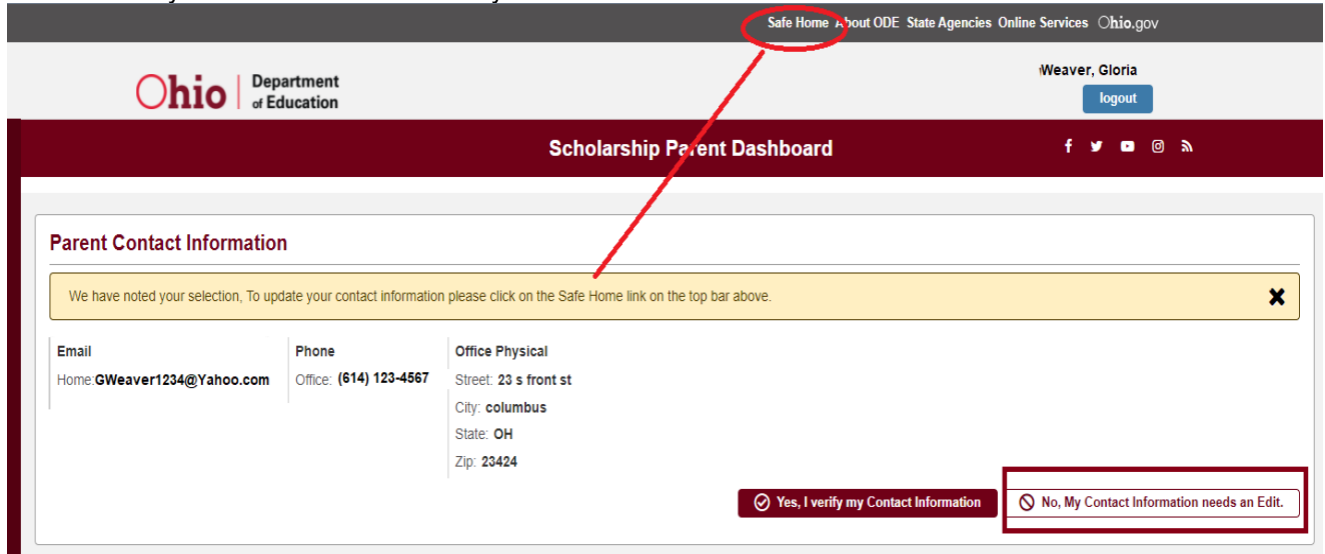 Safe Home About ODE State Agencies Online Services Ohio.gov
Ohio Department of Education
Weaver, Gloria
logout
Scholarship Parent Dashboard
Parent Contact Information
We have noted your selection, To update your contact information please click on the Safe Home link on the top bar above.
Email
Home:GWeaver1234@Yahoo.com
Phone
Office: (614) 123-4567
Office Physical
Street: 23 s front st
City: columbus
State: OH
Zip: 23424
Yes, I verify my Contact Information
No, My Contact Information needs an Edit.